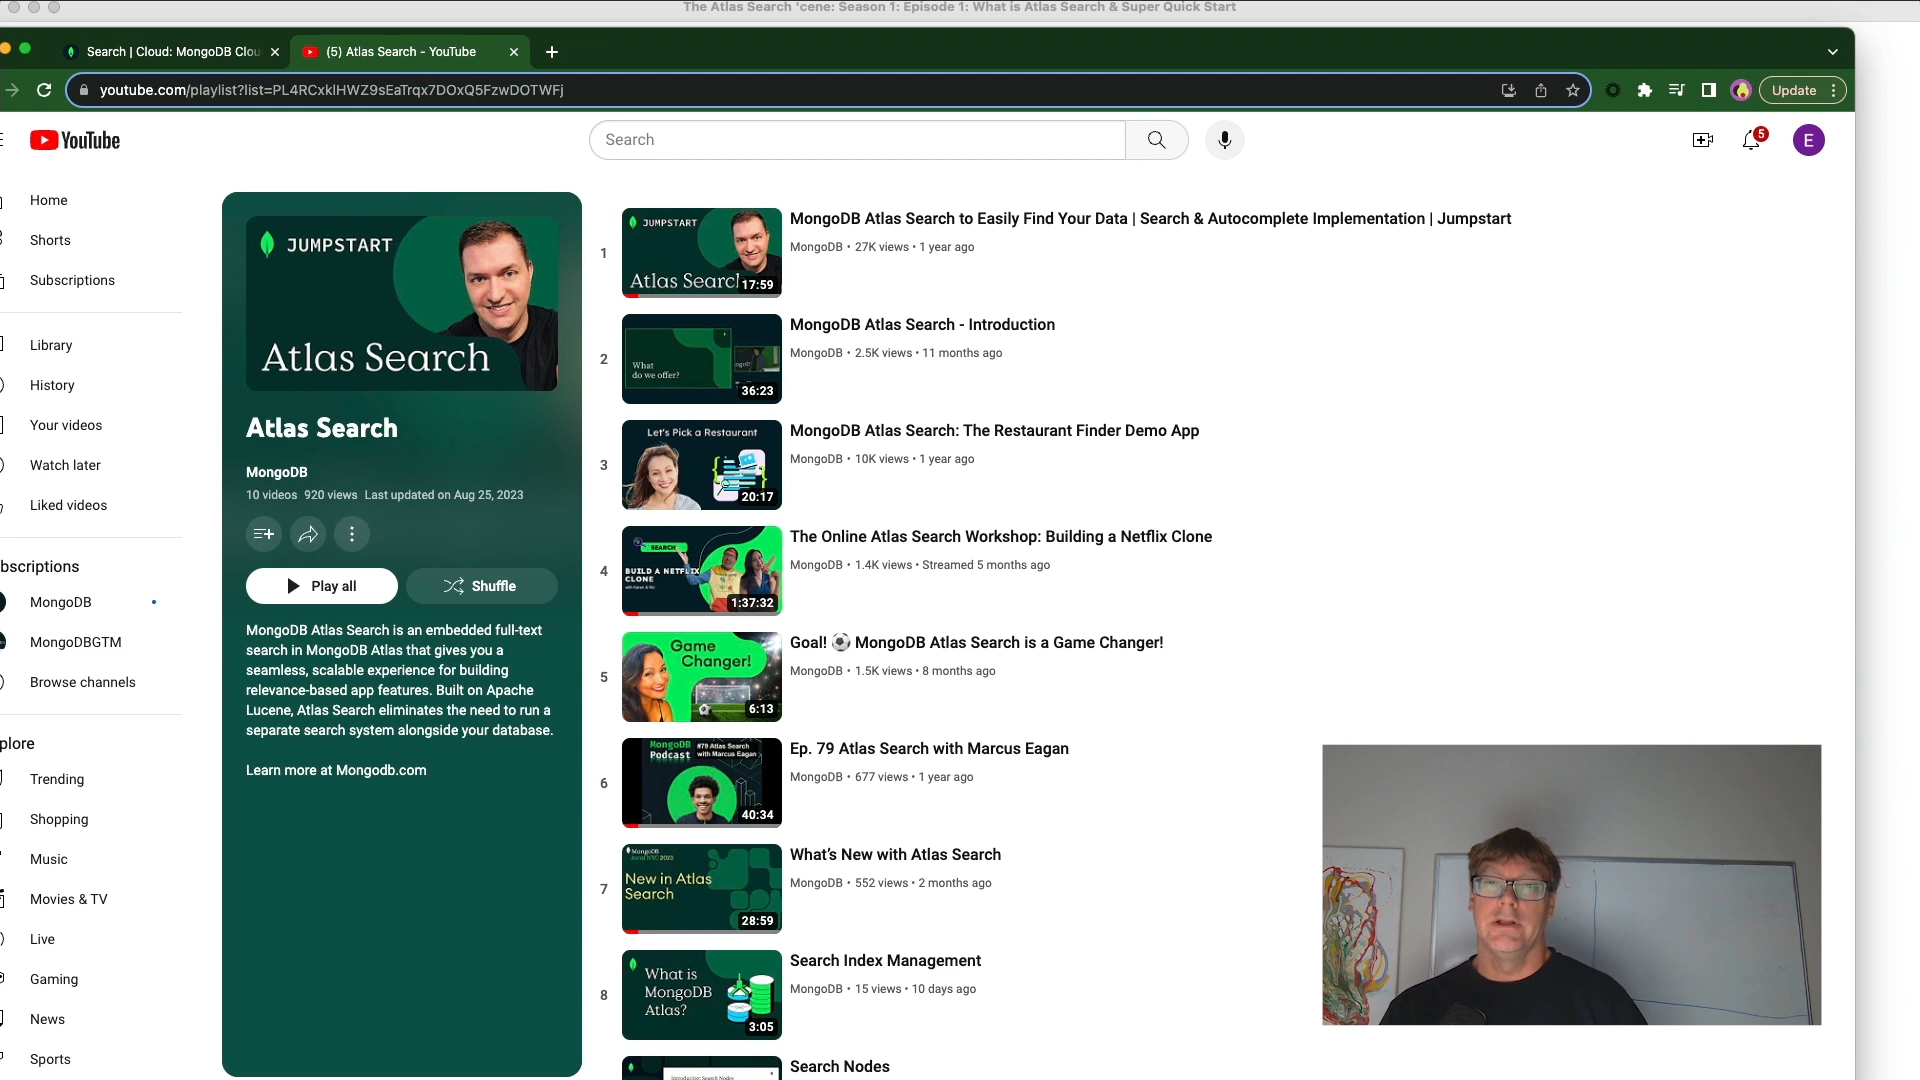 The Atlas Search 'cene: Season 1: Episode 1: What is Atlas Search & Super Quick Start
Search | Cloud: MongoDB Clou
(5) Atlas Search - YouTube
youtube.com/playlist?list=PL4RCxklHWZ9sEaTrqx7DOxQ5FzwDOTWFj
Update
YouTube
Search
5
E
Home
Shorts
Subscriptions
Library
History
Your videos
Watch later
Liked videos
bscriptions
MongoDB
MongoDBGTM
Browse channels
plore
Trending
Shopping
Music
Movies & TV
Live
Gaming
News
Sports
JUMPSTART
Atlas Search
Atlas Search
MongoDB
10 videos 920 views Last updated on Aug 25, 2023
Play all
Shuffle
MongoDB Atlas Search is an embedded full-text
search in MongoDB Atlas that gives you a
seamless, scalable experience for building
relevance-based app features. Built on Apache
Lucene, Atlas Search eliminates the need to run a
separate search system alongside your database.
Learn more at Mongodb.com
1
JUMPSTART
Atlas Search
17:59
MongoDB Atlas Search to Easily Find Your Data | Search & Autocomplete Implementation | Jumpstart
MongoDB • 27K views • 1 year ago
2
What
do we offer?
36:23
MongoDB Atlas Search - Introduction
MongoDB • 2.5K views • 11 months ago
3
Let's Pick a Restaurant
20:17
MongoDB Atlas Search: The Restaurant Finder Demo App
MongoDB • 10K views • 1 year ago
4
SEARCH
BUILD A NETFLIX
CLONE
1:37:32
The Online Atlas Search Workshop: Building a Netflix Clone
MongoDB • 1.4K views • Streamed 5 months ago
5
Game
Changer!
6:13
Goal! ⚽ MongoDB Atlas Search is a Game Changer!
MongoDB • 1.5K views • 8 months ago
6
MongoDB
Podcast
#79 Atlas Search
with Marcus Eagan
40:34
Ep. 79 Atlas Search with Marcus Eagan
MongoDB • 677 views • 1 year ago
7
MongoDB
local NYC 2023
New in Atlas
Search
28:59
What's New with Atlas Search
MongoDB • 552 views • 2 months ago
8
What is
MongoDB
Atlas?
3:05
Search Index Management
MongoDB • 15 views • 10 days ago
Introducing: Search Nodes
Search Nodes